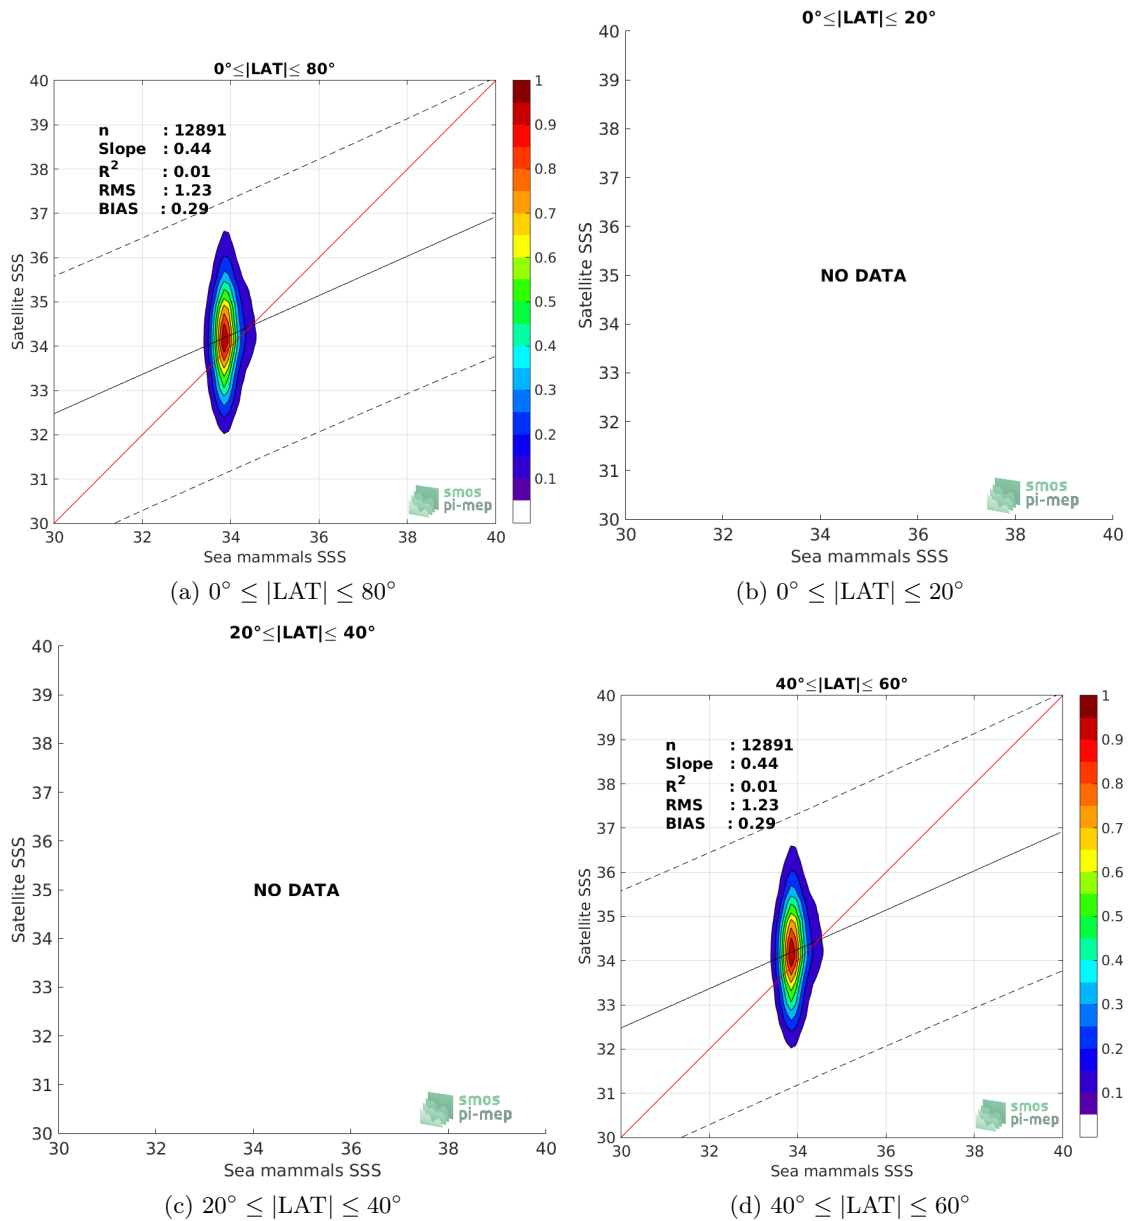 0°≤|LAT|≤ 80°
40
39
38
37
36
35
34
33
32
31
30
Satellite SSS
n : 12891
Slope : 0.44
R² : 0.01
RMS : 1.23
BIAS : 0.29
smos
pi-mep
30 32 34 36 38 40
Sea mammals SSS
1
0.9
0.8
0.7
0.6
0.5
0.4
0.3
0.2
0.1
(a) 0° ≤ |LAT| ≤ 80°
0°≤|LAT|≤ 20°
40
39
38
37
36
35
34
33
32
31
30
Satellite SSS
NO DATA
smos
pi-mep
30 32 34 36 38 40
Sea mammals SSS
(b) 0° ≤ |LAT| ≤ 20°
20°≤|LAT|≤ 40°
40
39
38
37
36
35
34
33
32
31
30
Satellite SSS
NO DATA
smos
pi-mep
30 32 34 36 38 40
Sea mammals SSS
(c) 20° ≤ |LAT| ≤ 40°
40°≤|LAT|≤ 60°
40
39
38
37
36
35
34
33
32
31
30
Satellite SSS
n : 12891
Slope : 0.44
R² : 0.01
RMS : 1.23
BIAS : 0.29
smos
pi-mep
30 32 34 36 38 40
Sea mammals SSS
1
0.9
0.8
0.7
0.6
0.5
0.4
0.3
0.2
0.1
(d) 40° ≤ |LAT| ≤ 60°